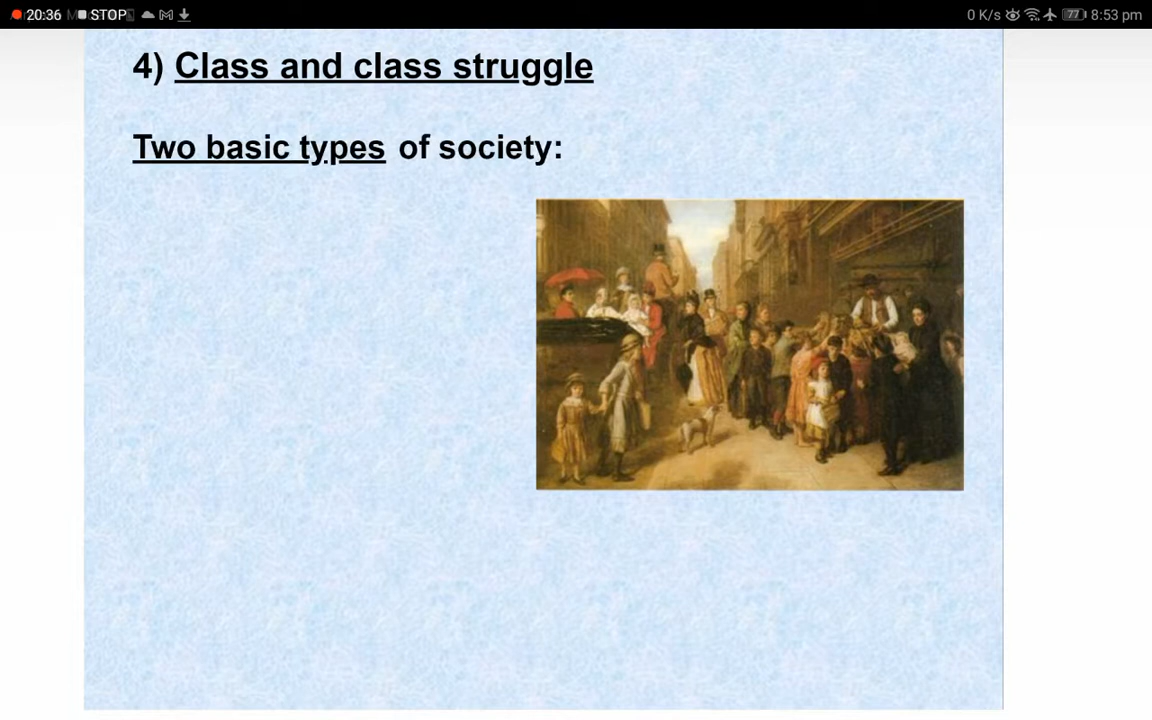 20:36 STOP 0 K/s 77 8:53 pm
4) Class and class struggle
Two basic types of society: